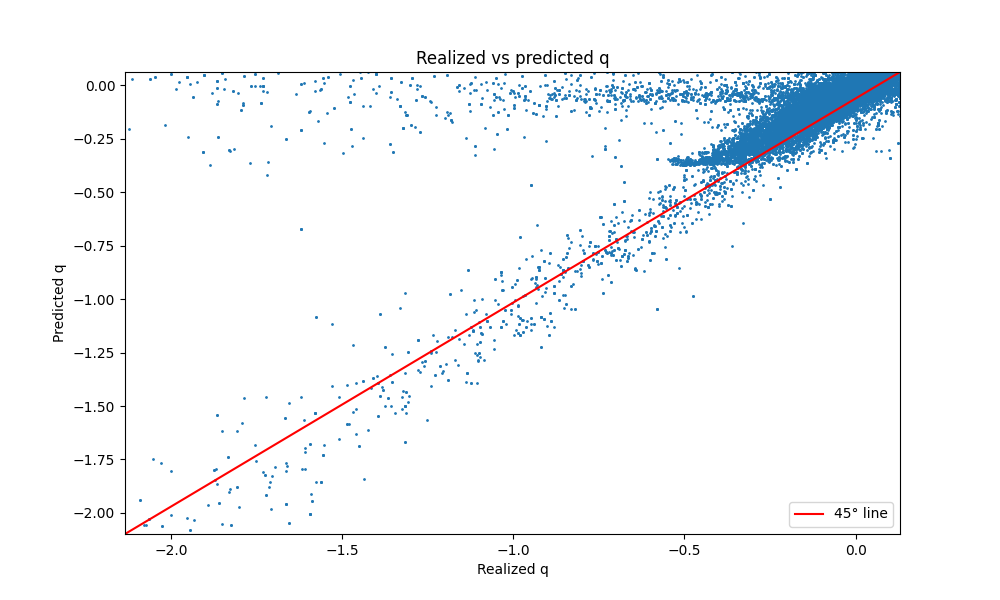 Realized vs predicted q
0.00
−0.25
−0.50
−0.75
−1.00
−1.25
−1.50
−1.75
−2.00
Predicted q
45° line
−2.0 −1.5 −1.0 −0.5 0.0
Realized q